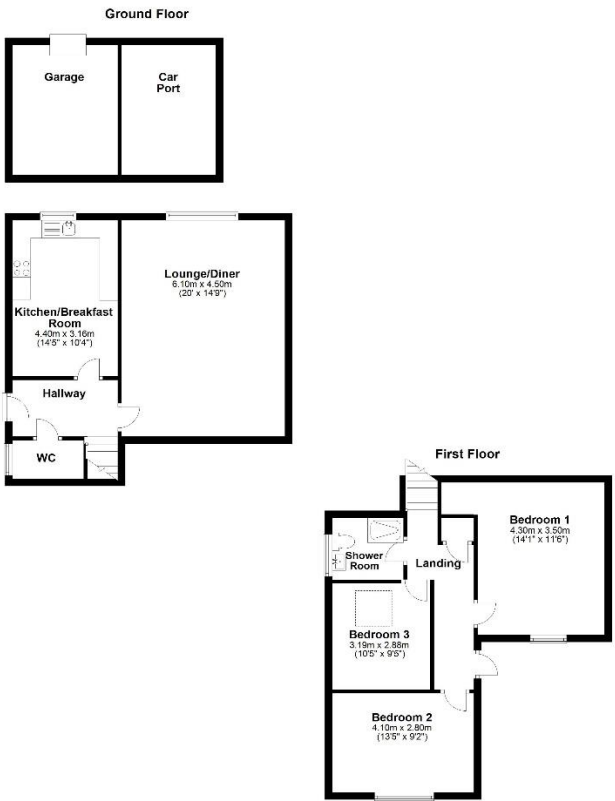 Ground Floor
Garage
Car
Port
Lounge/Diner
6.10m x 4.50m
(20' x 14'9")
Kitchen/Breakfast
Room
4.40m x 3.16m
(14'5" x 10'4")
Hallway
WC
First Floor
Bedroom 1
4.30m x 3.50m
(14'1" x 11'6")
Shower
Room
Landing
Bedroom 3
3.19m x 2.88m
(10'5" x 9'5")
Bedroom 2
4.10m x 2.80m
(13'5" x 9'2")